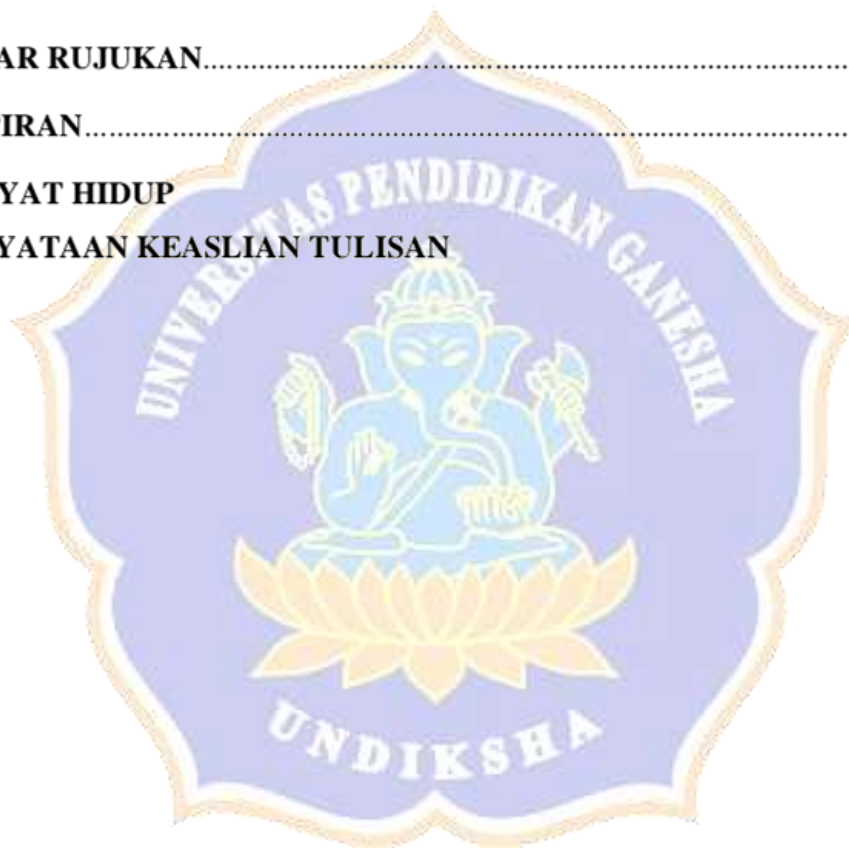 AR RUJUKAN................................................................................
IRAN................................................................................................
YAT HIDUP
YATAAN KEASLIAN TULISAN
UNIVERSITAS PENDIDIKAN GANESHA
UNDIKSHA